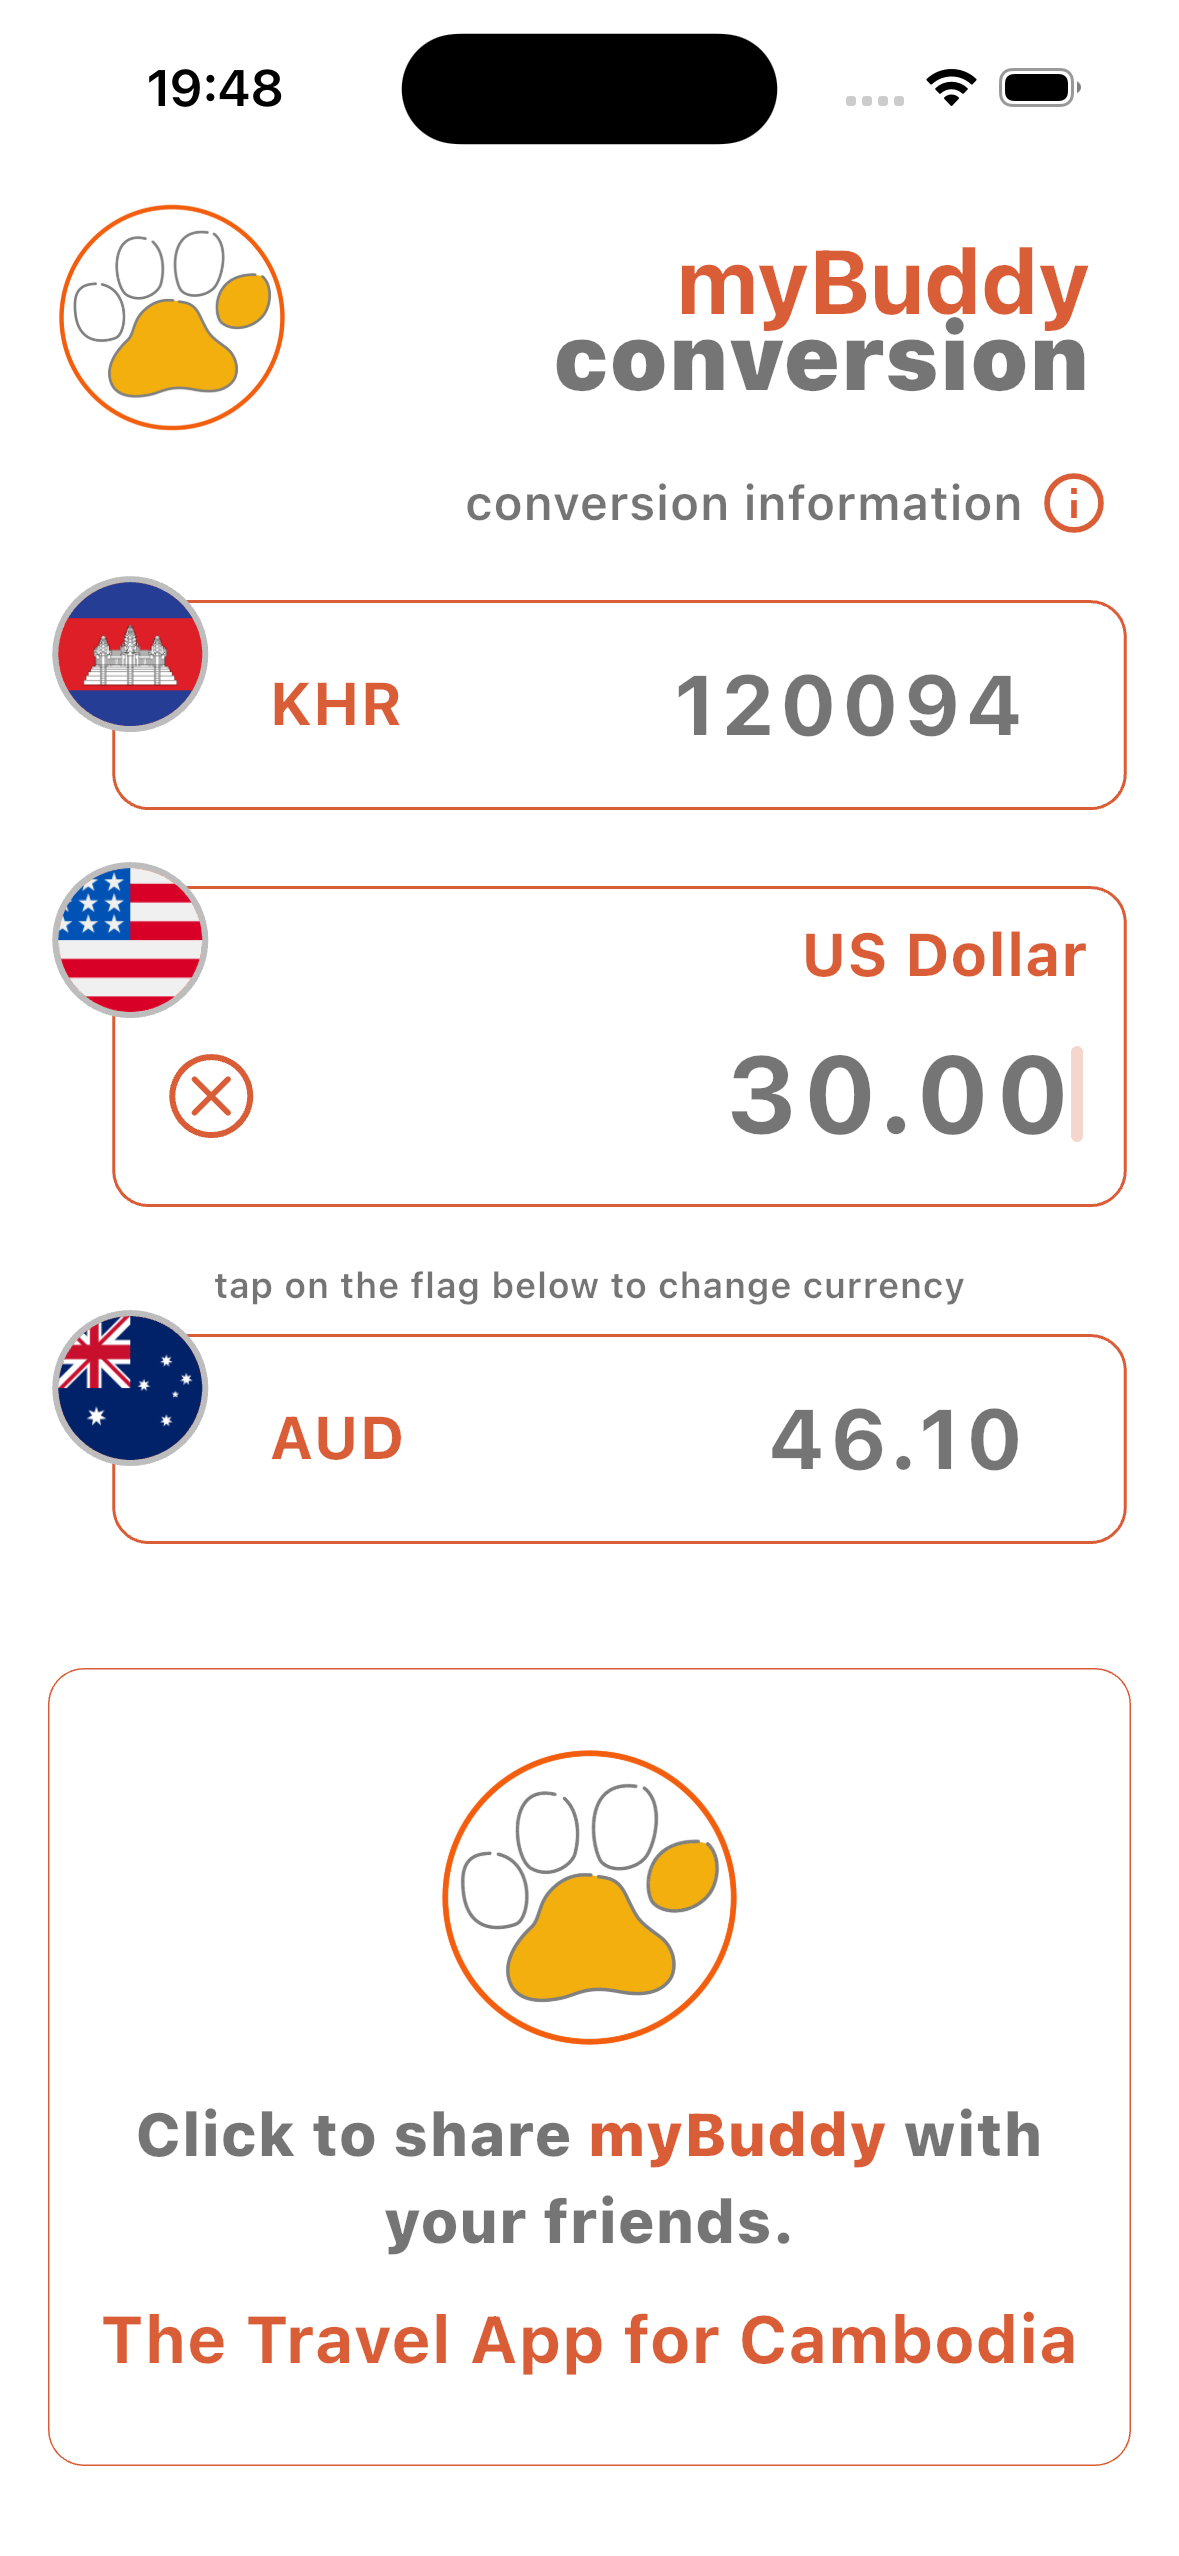 19:48
myBuddy
conversion
conversion information
KHR 120094
US Dollar
30.00
tap on the flag below to change currency
AUD 46.10
Click to share myBuddy with
your friends.
The Travel App for Cambodia